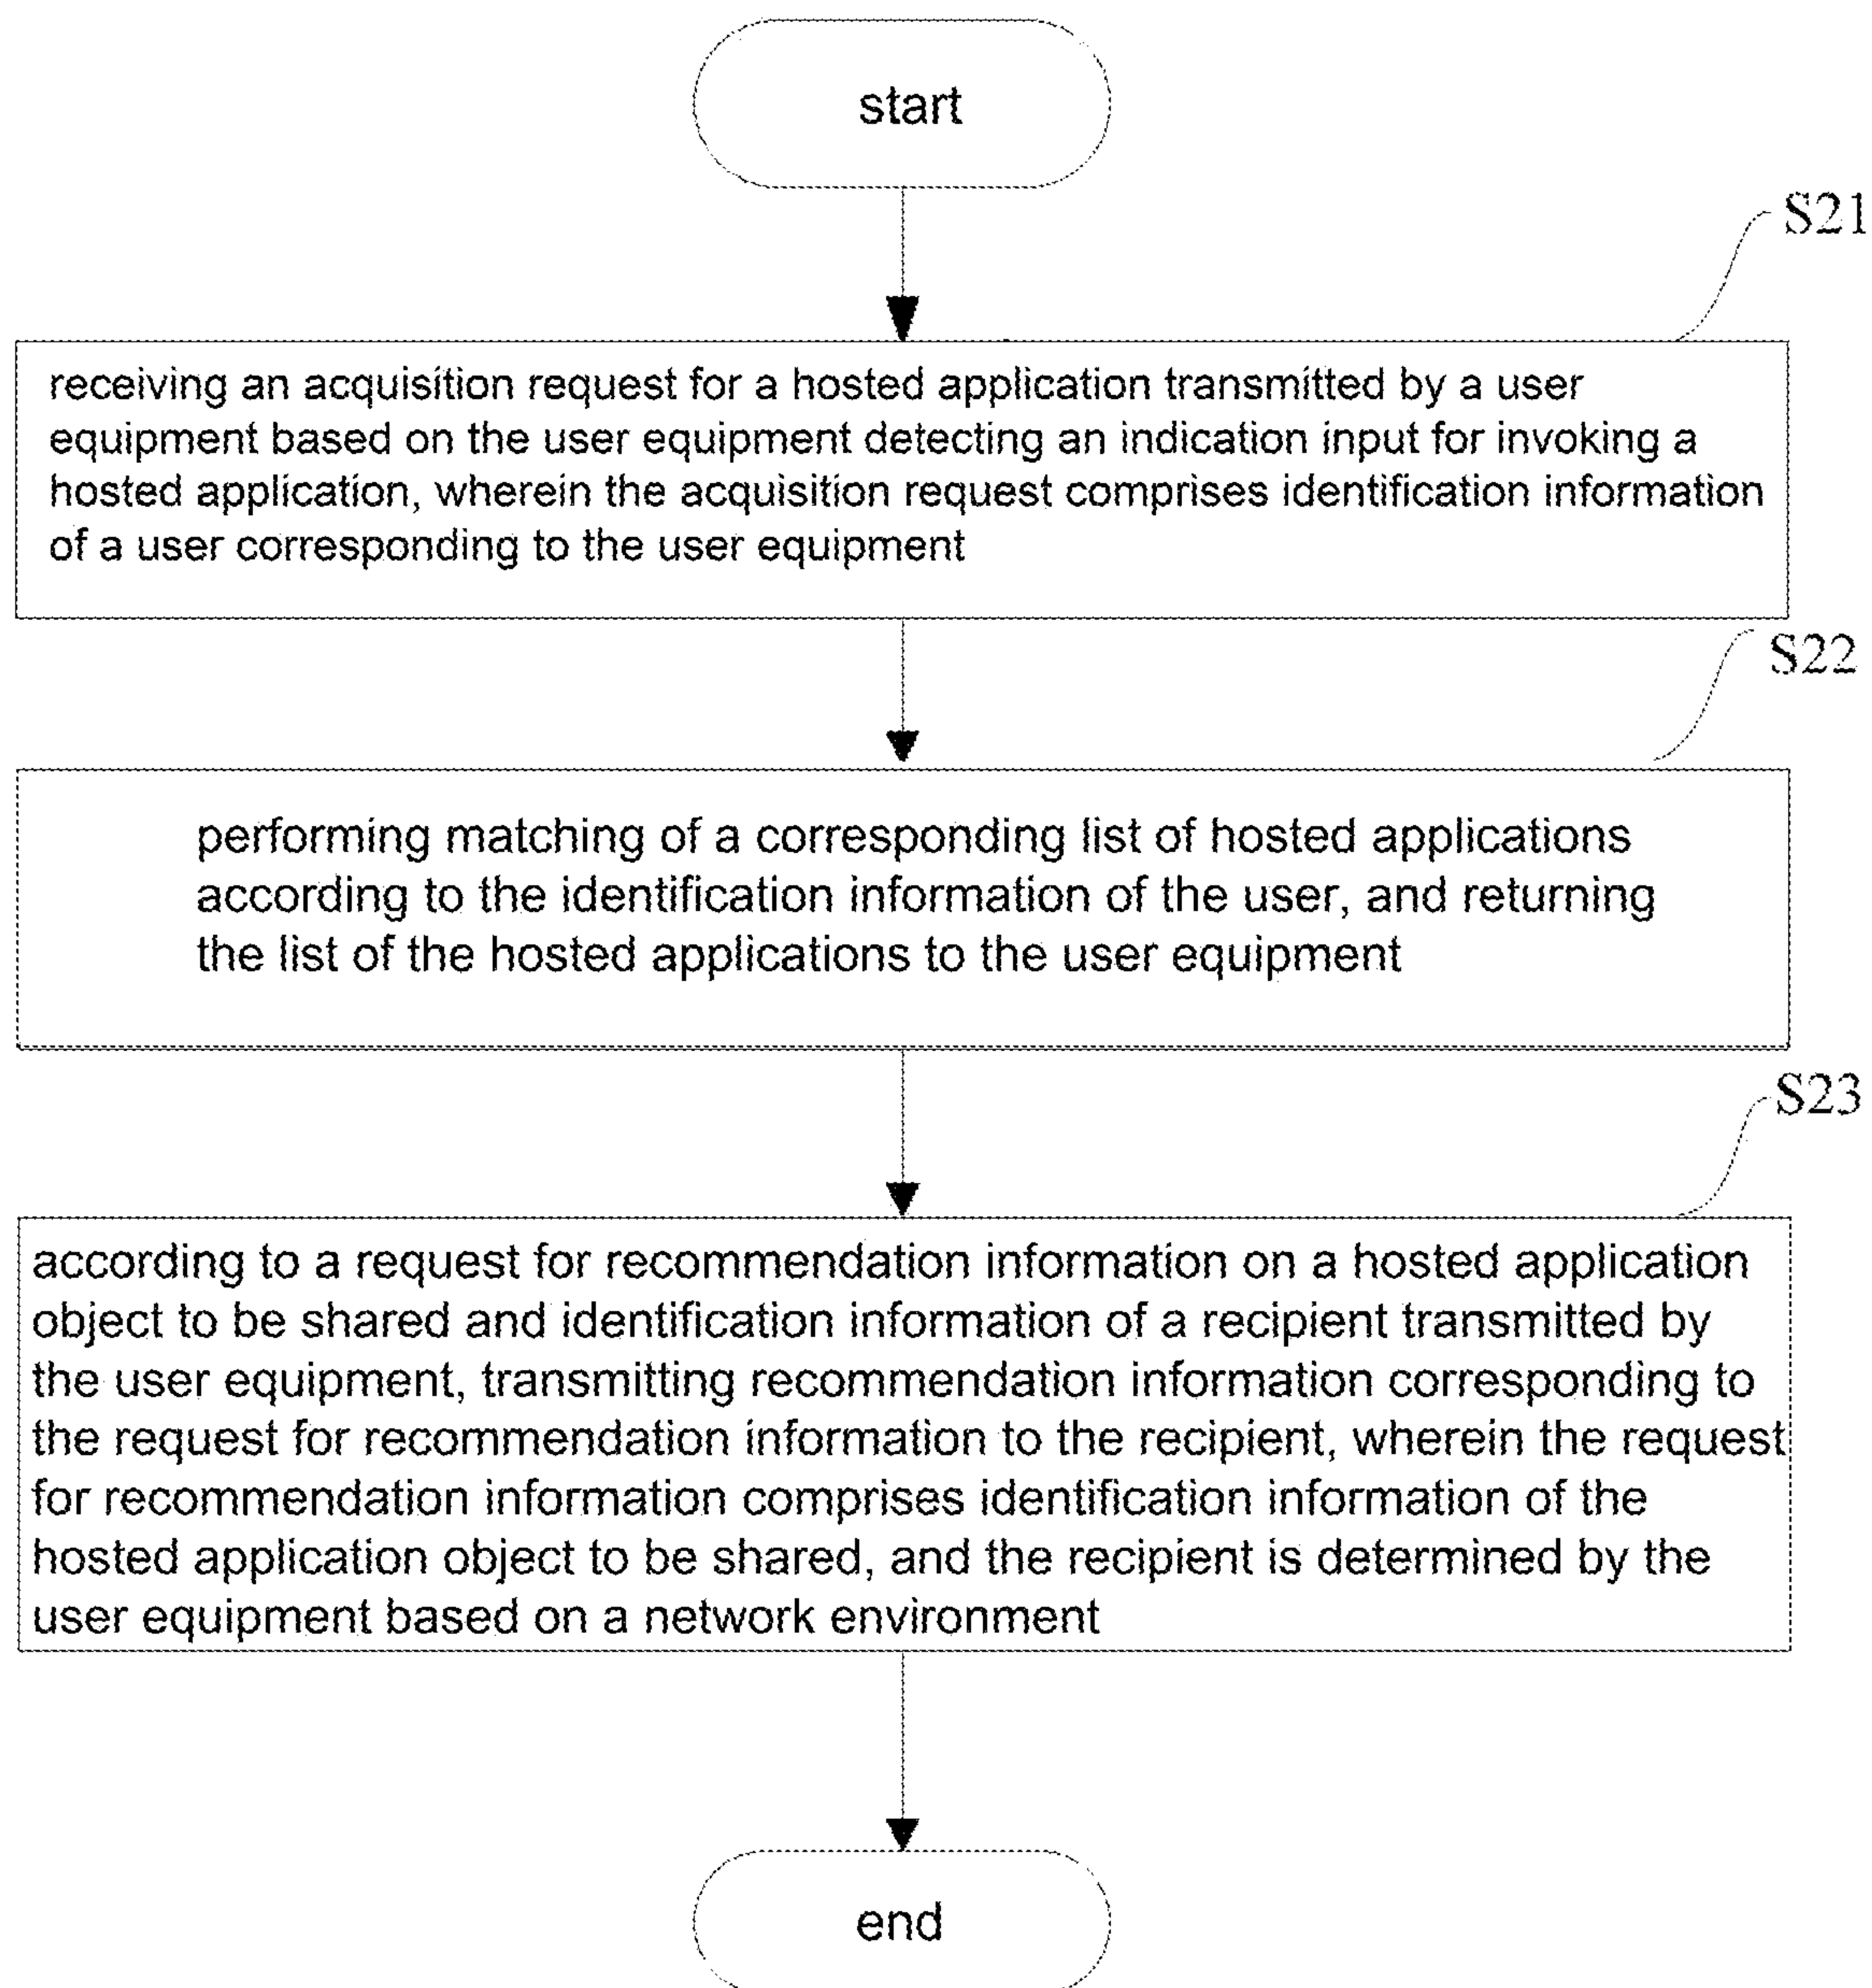 start
S21
receiving an acquisition request for a hosted application transmitted by a user
equipment based on the user equipment detecting an indication input for invoking a
hosted application, wherein the acquisition request comprises identification information
of a user corresponding to the user equipment
S22
performing matching of a corresponding list of hosted applications
according to the identification information of the user, and returning
the list of the hosted applications to the user equipment
S23
according to a request for recommendation information on a hosted application
object to be shared and identification information of a recipient transmitted by
the user equipment, transmitting recommendation information corresponding to
the request for recommendation information to the recipient, wherein the request
for recommendation information comprises identification information of the
hosted application object to be shared, and the recipient is determined by the
user equipment based on a network environment
end